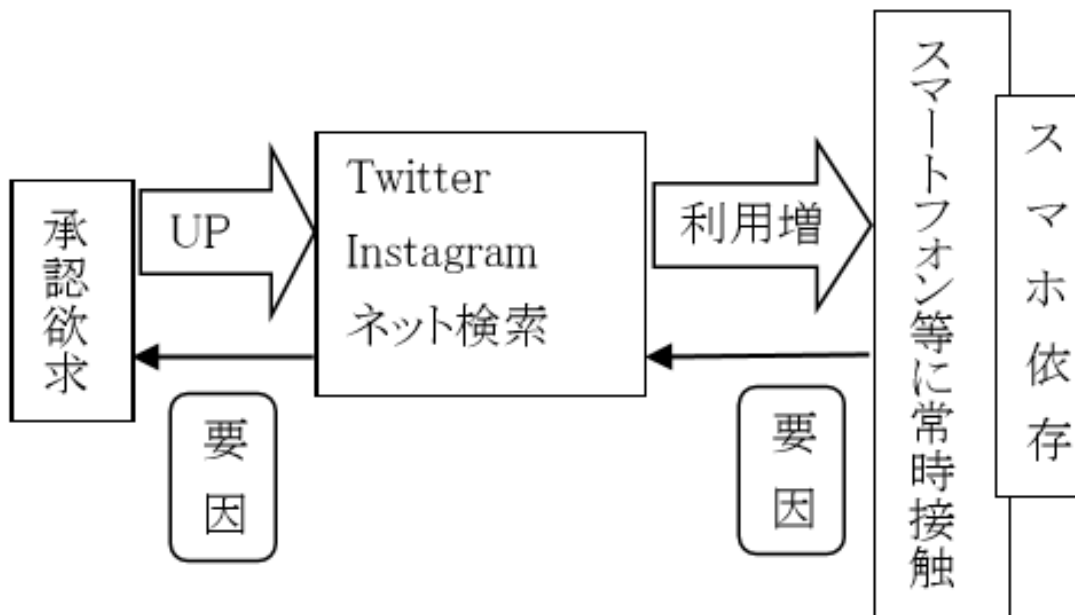 承認欲求
UP
要因
Twitter
Instagram
ネット検索
利用増
要因
スマートフォン等に常時接触
スマホ依存